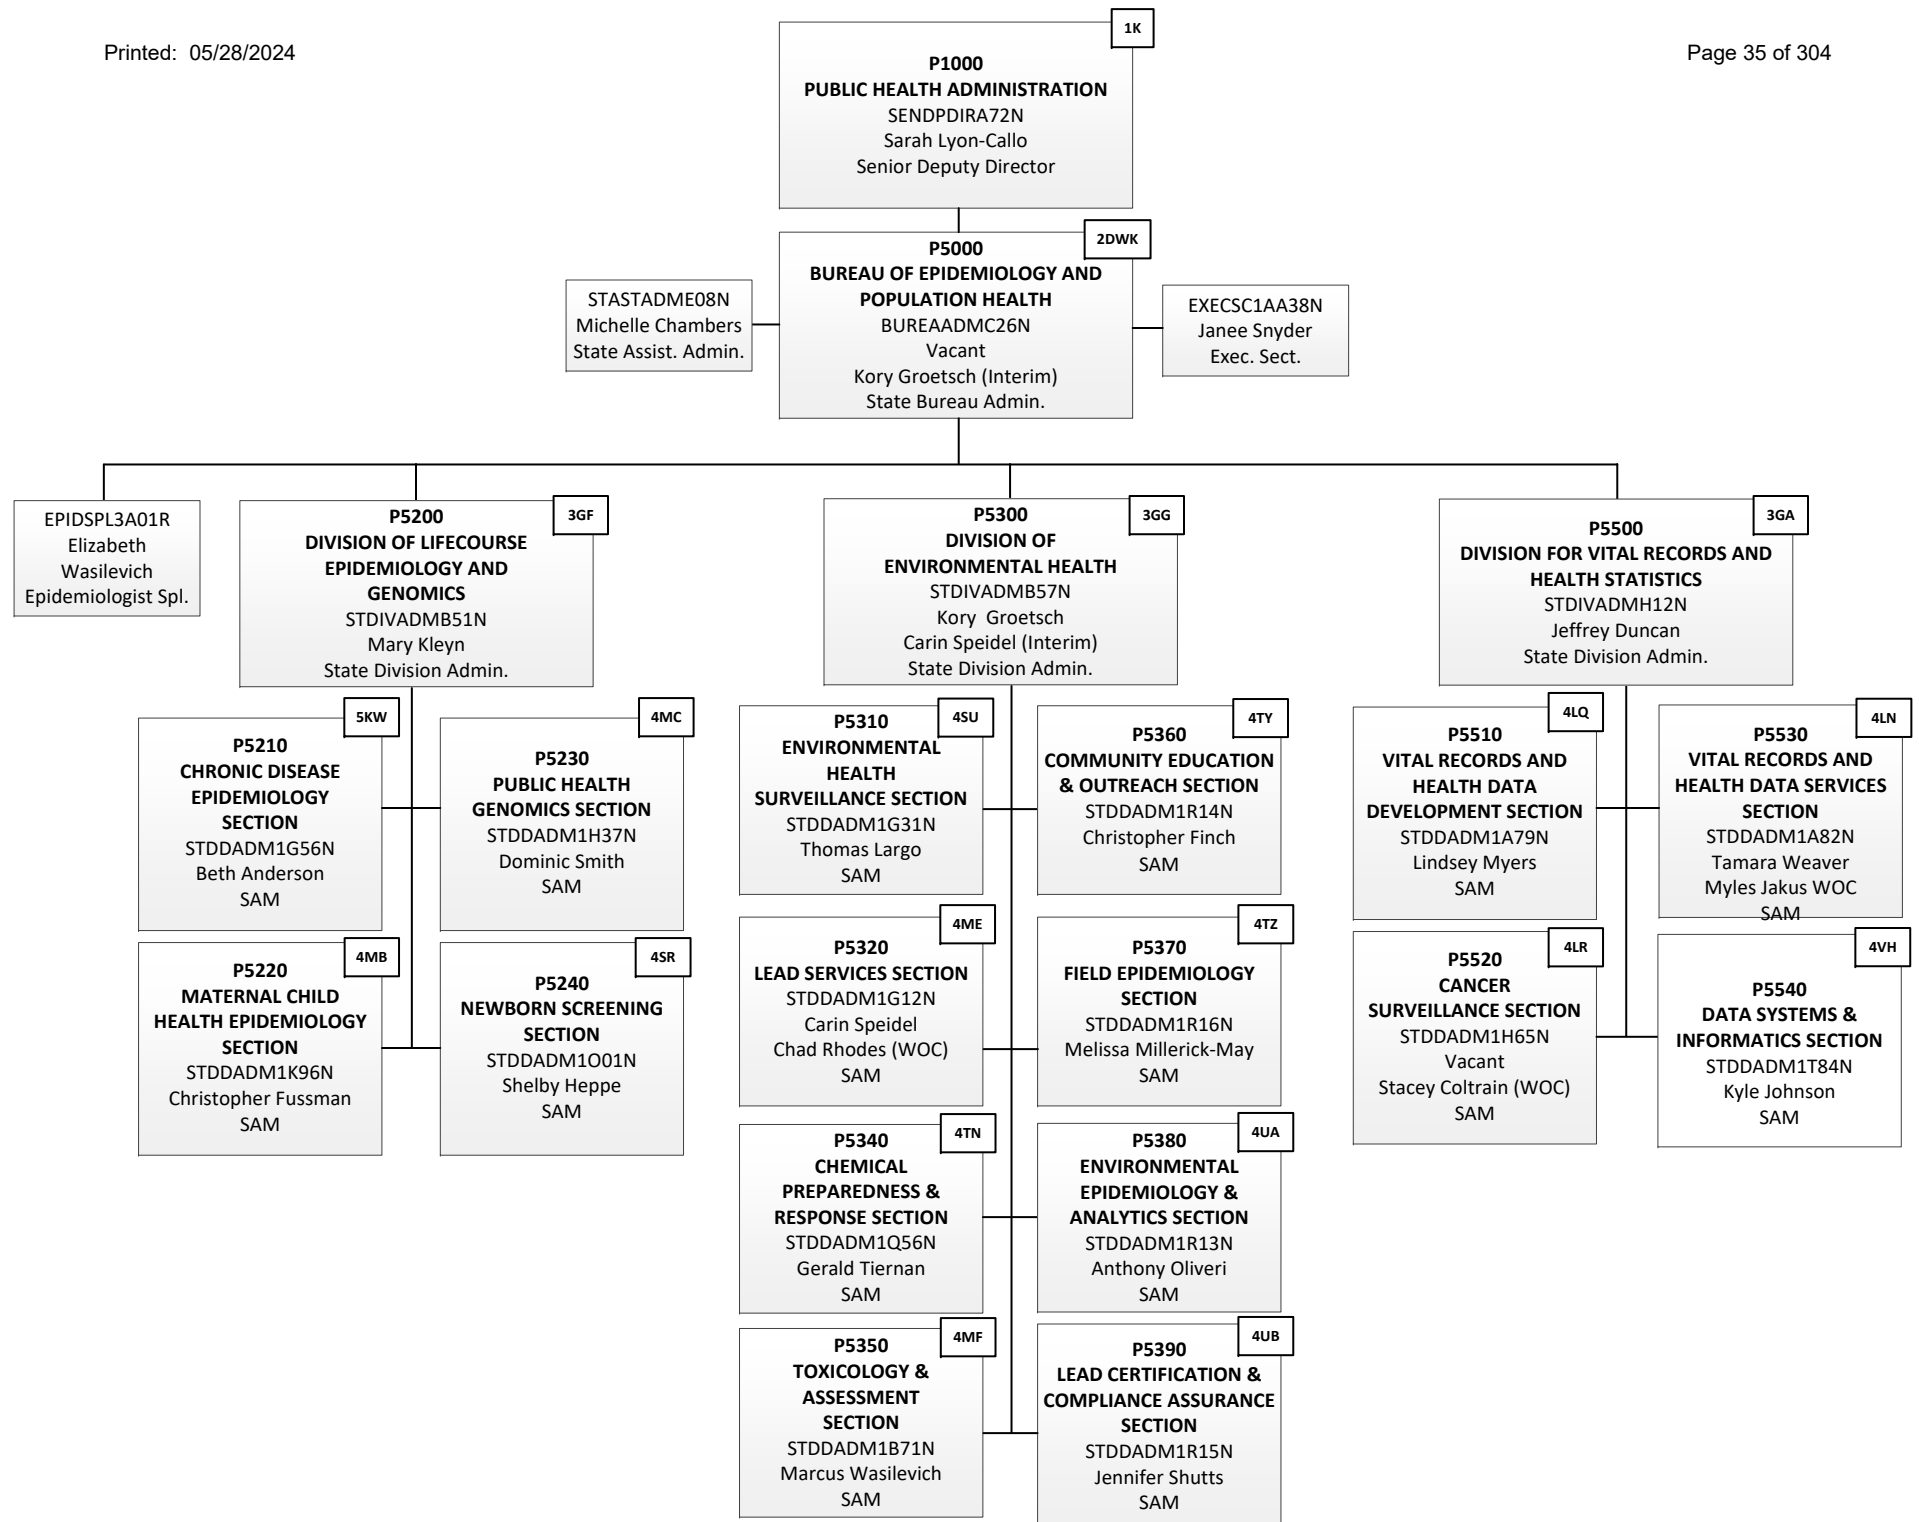 Printed: 05/28/2024
Page 35 of 304
1K
P1000
PUBLIC HEALTH ADMINISTRATION
SENDPDIRA72N
Sarah Lyon-Callo
Senior Deputy Director
2DWK
P5000
BUREAU OF EPIDEMIOLOGY AND
POPULATION HEALTH
BUREAADMC26N
Vacant
Kory Groetsch (Interim)
State Bureau Admin.
STASTADME08N
Michelle Chambers
State Assist. Admin.
EXECSC1AA38N
Janee Snyder
Exec. Sect.
EPIDSPL3A01R
Elizabeth
Wasilevich
Epidemiologist Spl.
3GF
P5200
DIVISION OF LIFECOURSE
EPIDEMIOLOGY AND
GENOMICS
STDIVADMB51N
Mary Kleyn
State Division Admin.
3GG
P5300
DIVISION OF
ENVIRONMENTAL HEALTH
STDIVADMB57N
Kory  Groetsch
Carin Speidel (Interim)
State Division Admin.
3GA
P5500
DIVISION FOR VITAL RECORDS AND
HEALTH STATISTICS
STDIVADMH12N
Jeffrey Duncan
State Division Admin.
5KW
P5210
CHRONIC DISEASE
EPIDEMIOLOGY
SECTION
STDDADM1G56N
Beth Anderson
SAM
4MC
P5230
PUBLIC HEALTH
GENOMICS SECTION
STDDADM1H37N
Dominic Smith
SAM
4MB
P5220
MATERNAL CHILD
HEALTH EPIDEMIOLOGY
SECTION
STDDADM1K96N
Christopher Fussman
SAM
4SR
P5240
NEWBORN SCREENING
SECTION
STDDADM1O01N
Shelby Heppe
SAM
4SU
P5310
ENVIRONMENTAL
HEALTH
SURVEILLANCE SECTION
STDDADM1G31N
Thomas Largo
SAM
4TY
P5360
COMMUNITY EDUCATION
& OUTREACH SECTION
STDDADM1R14N
Christopher Finch
SAM
4ME
P5320
LEAD SERVICES SECTION
STDDADM1G12N
Carin Speidel
Chad Rhodes (WOC)
SAM
4TZ
P5370
FIELD EPIDEMIOLOGY
SECTION
STDDADM1R16N
Melissa Millerick-May
SAM
4TN
P5340
CHEMICAL
PREPAREDNESS &
RESPONSE SECTION
STDDADM1Q56N
Gerald Tiernan
SAM
4UA
P5380
ENVIRONMENTAL
EPIDEMIOLOGY &
ANALYTICS SECTION
STDDADM1R13N
Anthony Oliveri
SAM
4MF
P5350
TOXICOLOGY &
ASSESSMENT
SECTION
STDDADM1B71N
Marcus Wasilevich
SAM
4UB
P5390
LEAD CERTIFICATION &
COMPLIANCE ASSURANCE
SECTION
STDDADM1R15N
Jennifer Shutts
SAM
4LQ
P5510
VITAL RECORDS AND
HEALTH DATA
DEVELOPMENT SECTION
STDDADM1A79N
Lindsey Myers
SAM
4LN
P5530
VITAL RECORDS AND
HEALTH DATA SERVICES
SECTION
STDDADM1A82N
Tamara Weaver
Myles Jakus WOC
SAM
4LR
P5520
CANCER
SURVEILLANCE SECTION
STDDADM1H65N
Vacant
Stacey Coltrain (WOC)
SAM
4VH
P5540
DATA SYSTEMS &
INFORMATICS SECTION
STDDADM1T84N
Kyle Johnson
SAM